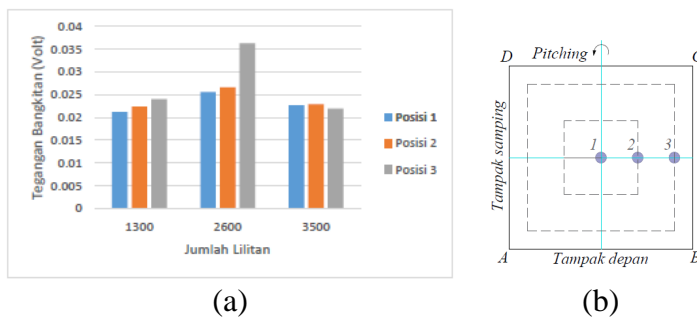 0.04
0.035
0.03
0.025
0.02
0.015
0.01
0.005
0
Tegangan Bangkitan (Volt)
1300 2600 3500
Jumlah Lilitan
Posisi 1
Posisi 2
Posisi 3
(a)
Pitching
D C
Tampak samping
1 2 3
A B
Tampak depan
(b)